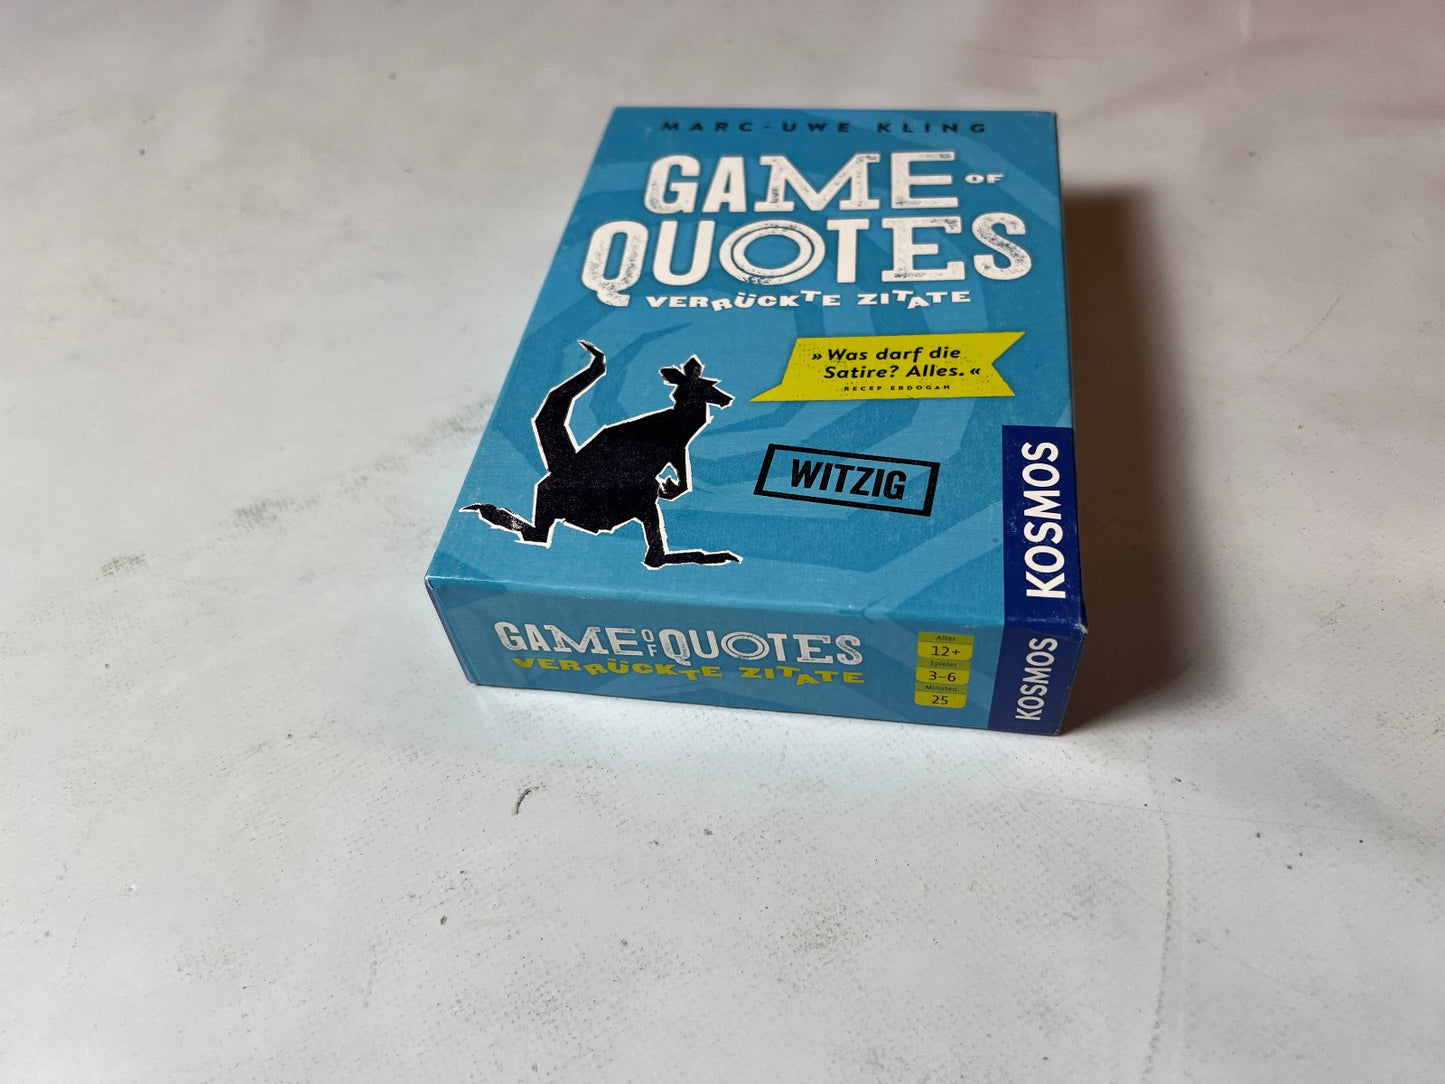 MARC-UWE KLING
GAME OF
QUOTES
VERRÜCKTE ZITATE
»Was darf die
Satire? Alles.«
RECEP ERDOGAN
WITZIG
KOSMOS
GAME OF QUOTES
VERRÜCKTE ZITATE
Alter
12+
Spieler
3–6
Minuten
25
KOSMOS